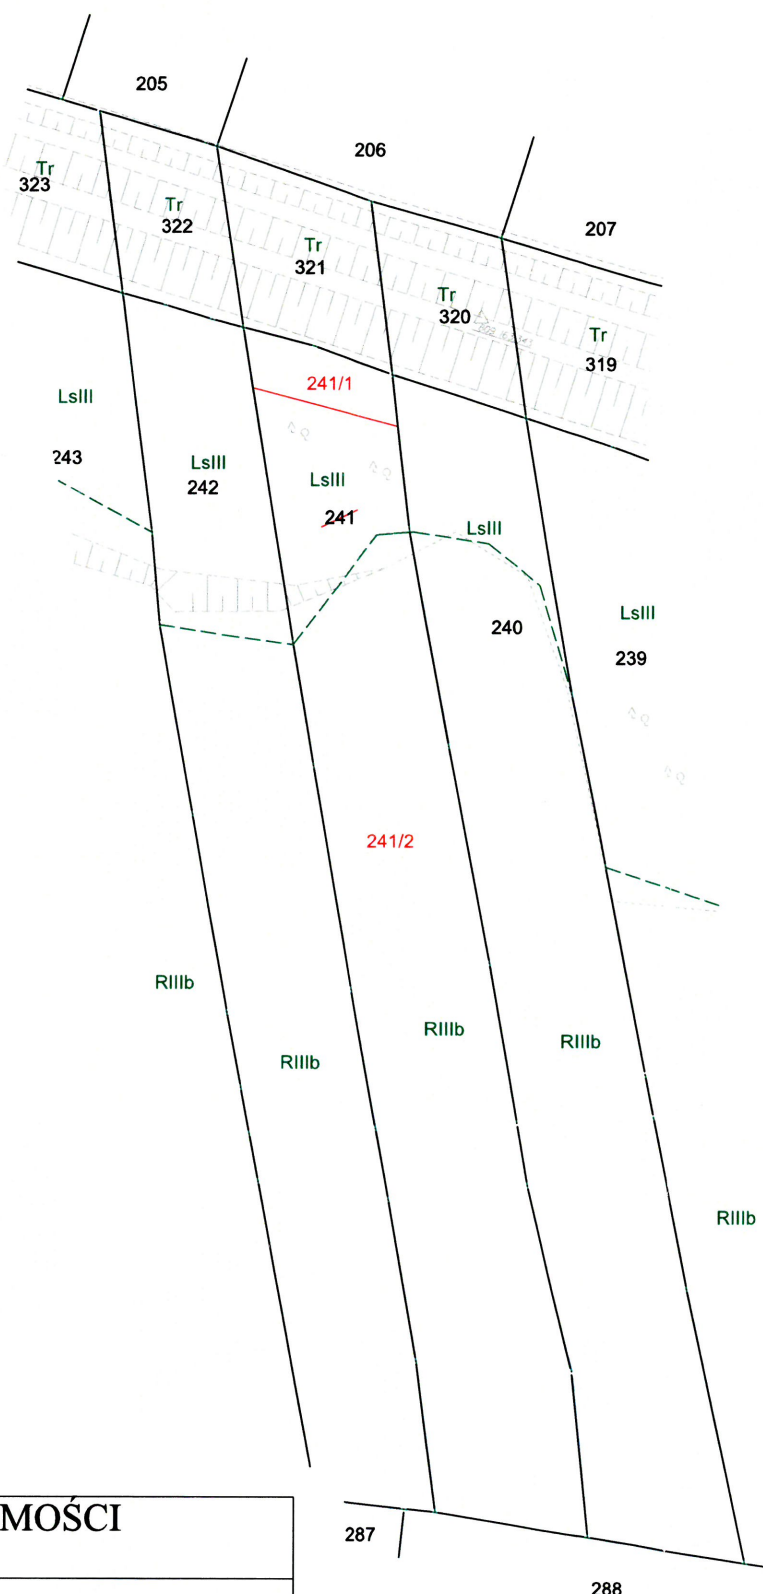 205
206
207
Tr
323
Tr
322
Tr
321
Tr
320
Tr
319
241/1
LsIII
243
LsIII
242
LsIII
241
LsIII
240
LsIII
239
241/2
RIIIb
RIIIb
RIIIb
RIIIb
RIIIb
MOŚCI
287
288